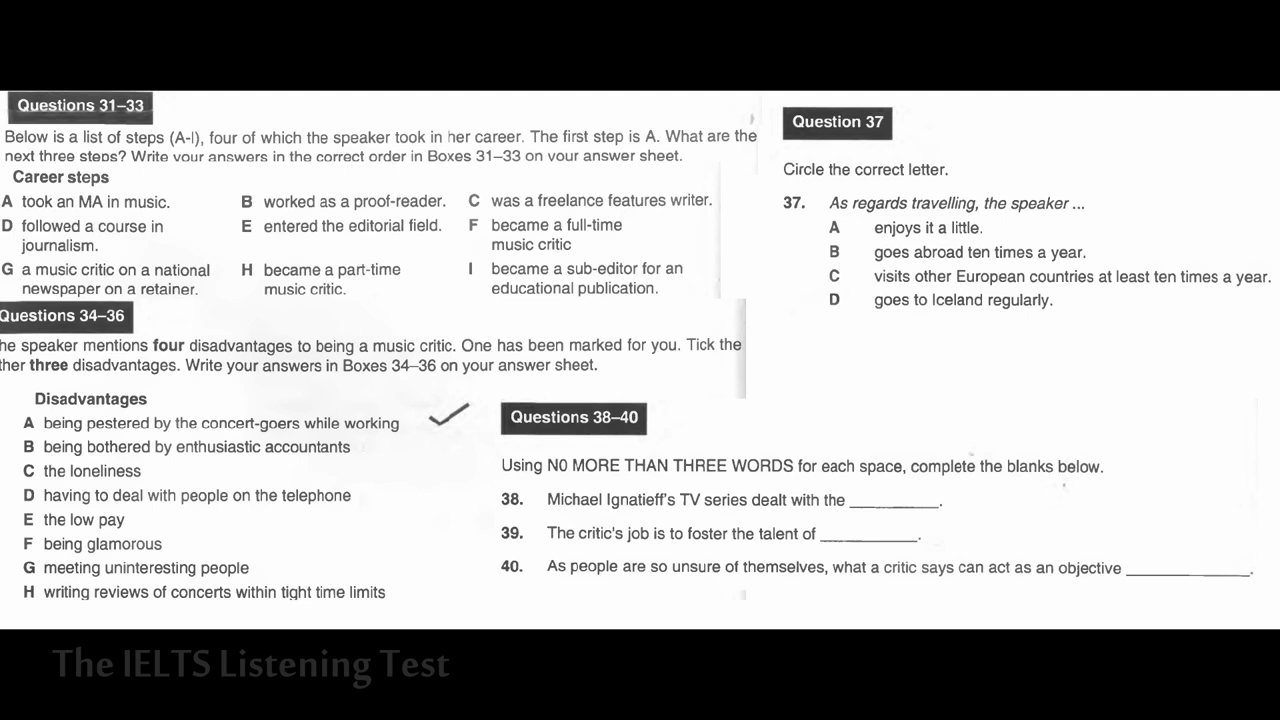 Questions 31–33
Below is a list of steps (A-I), four of which the speaker took in her career. The first step is A. What are the
next three steps? Write your answers in the correct order in Boxes 31–33 on your answer sheet.
Career steps
A took an MA in music. B worked as a proof-reader. C was a freelance features writer.
D followed a course in E entered the editorial field. F became a full-time
journalism. music critic
G a music critic on a national H became a part-time I became a sub-editor for an
newspaper on a retainer. music critic. educational publication.
Questions 34–36
he speaker mentions four disadvantages to being a music critic. One has been marked for you. Tick the
ther three disadvantages. Write your answers in Boxes 34–36 on your answer sheet.
Disadvantages
A being pestered by the concert-goers while working
B being bothered by enthusiastic accountants
C the loneliness
D having to deal with people on the telephone
E the low pay
F being glamorous
G meeting uninteresting people
H writing reviews of concerts within tight time limits
Question 37
Circle the correct letter.
37. As regards travelling, the speaker ...
A enjoys it a little.
B goes abroad ten times a year.
C visits other European countries at least ten times a year.
D goes to Iceland regularly.
Questions 38–40
Using N0 MORE THAN THREE WORDS for each space, complete the blanks below.
38. Michael Ignatieff's TV series dealt with the __________.
39. The critic's job is to foster the talent of __________.
40. As people are so unsure of themselves, what a critic says can act as an objective __________.
The IELTS Listening Test